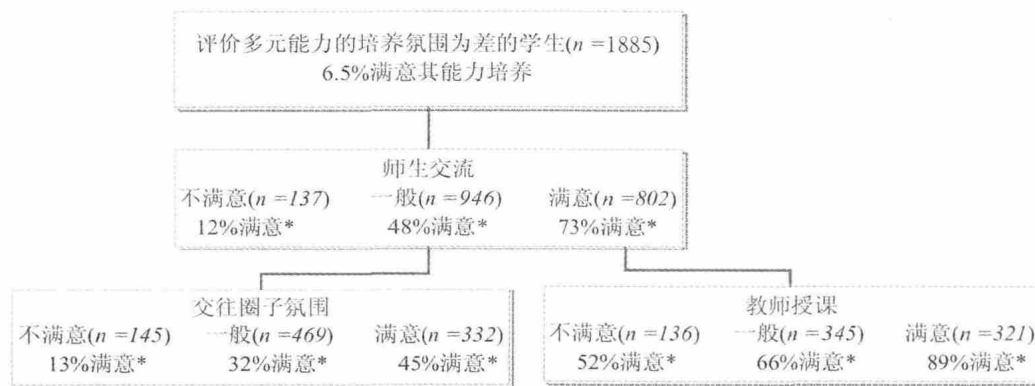 评价多元能力的培养氛围为差的学生(n =1885)
6.5%满意其能力培养
师生交流
不满意(n =137) 一般(n =946) 满意(n =802)
12%满意* 48%满意* 73%满意*
交往圈子氛围
不满意(n =145) 一般(n =469) 满意(n =332)
13%满意* 32%满意* 45%满意*
教师授课
不满意(n =136) 一般(n =345) 满意(n =321)
52%满意* 66%满意* 89%满意*